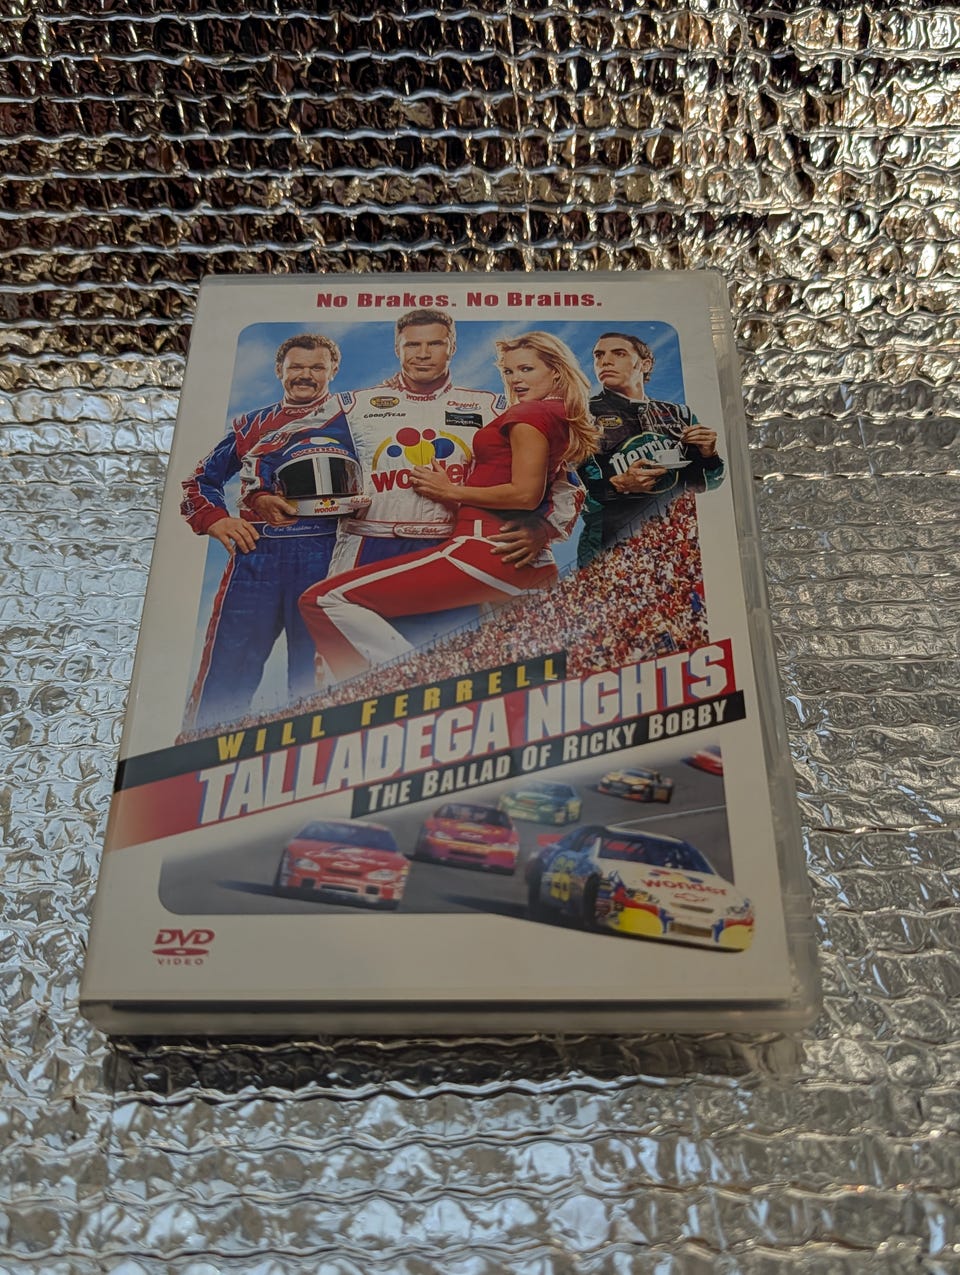 No Brakes. No Brains.
wonder
GOODYEAR
wonder
wonder
WILL FERRELL
TALLADEGA NIGHTS
THE BALLAD OF RICKY BOBBY
wonder
DVD
VIDEO